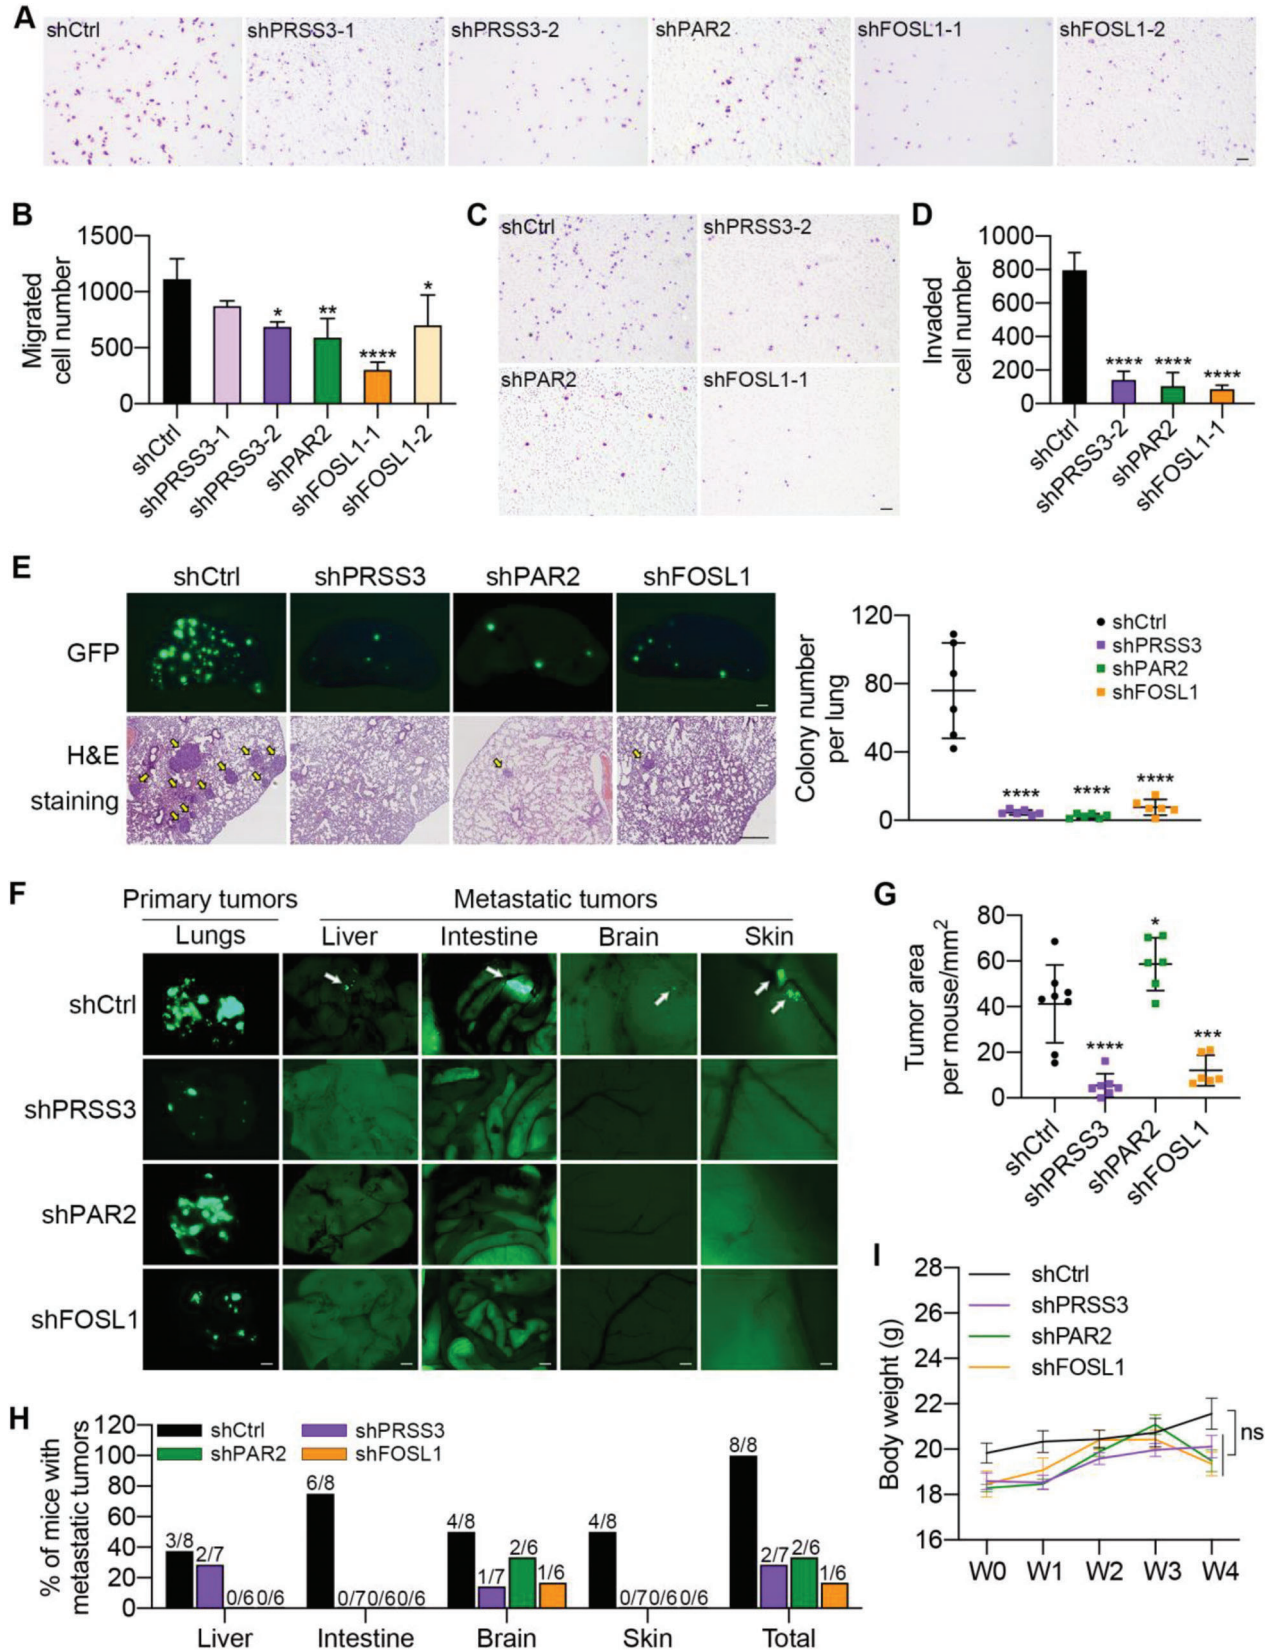 A
shCtrl
shPRSS3-1
shPRSS3-2
shPAR2
shFOSL1-1
shFOSL1-2
B
Migrated
cell number
1500
1000
500
0
*
**
****
*
shCtrl
shPRSS3-1
shPRSS3-2
shPAR2
shFOSL1-1
shFOSL1-2
C
shCtrl
shPRSS3-2
shPAR2
shFOSL1-1
D
Invaded
cell number
1000
800
600
400
200
0
****
****
****
shCtrl
shPRSS3-2
shPAR2
shFOSL1-1
E
shCtrl
shPRSS3
shPAR2
shFOSL1
GFP
H&E
staining
Colony number
per lung
120
80
40
0
****
****
****
shCtrl
shPRSS3
shPAR2
shFOSL1
F
Primary tumors
Metastatic tumors
Lungs
Liver
Intestine
Brain
Skin
shCtrl
shPRSS3
shPAR2
shFOSL1
G
Tumor area
per mouse/mm²
80
60
40
20
0
****
*
***
shCtrl
shPRSS3
shPAR2
shFOSL1
H
% of mice with
metastatic tumors
120
100
80
60
40
20
0
shCtrl
shPRSS3
shPAR2
shFOSL1
3/8
2/7
0/6
0/6
6/8
0/7
0/6
0/6
4/8
1/7
2/6
1/6
4/8
0/7
0/6
0/6
8/8
2/7
2/6
1/6
Liver
Intestine
Brain
Skin
Total
I
Body weight (g)
28
26
24
22
20
18
16
shCtrl
shPRSS3
shPAR2
shFOSL1
ns
W0
W1
W2
W3
W4